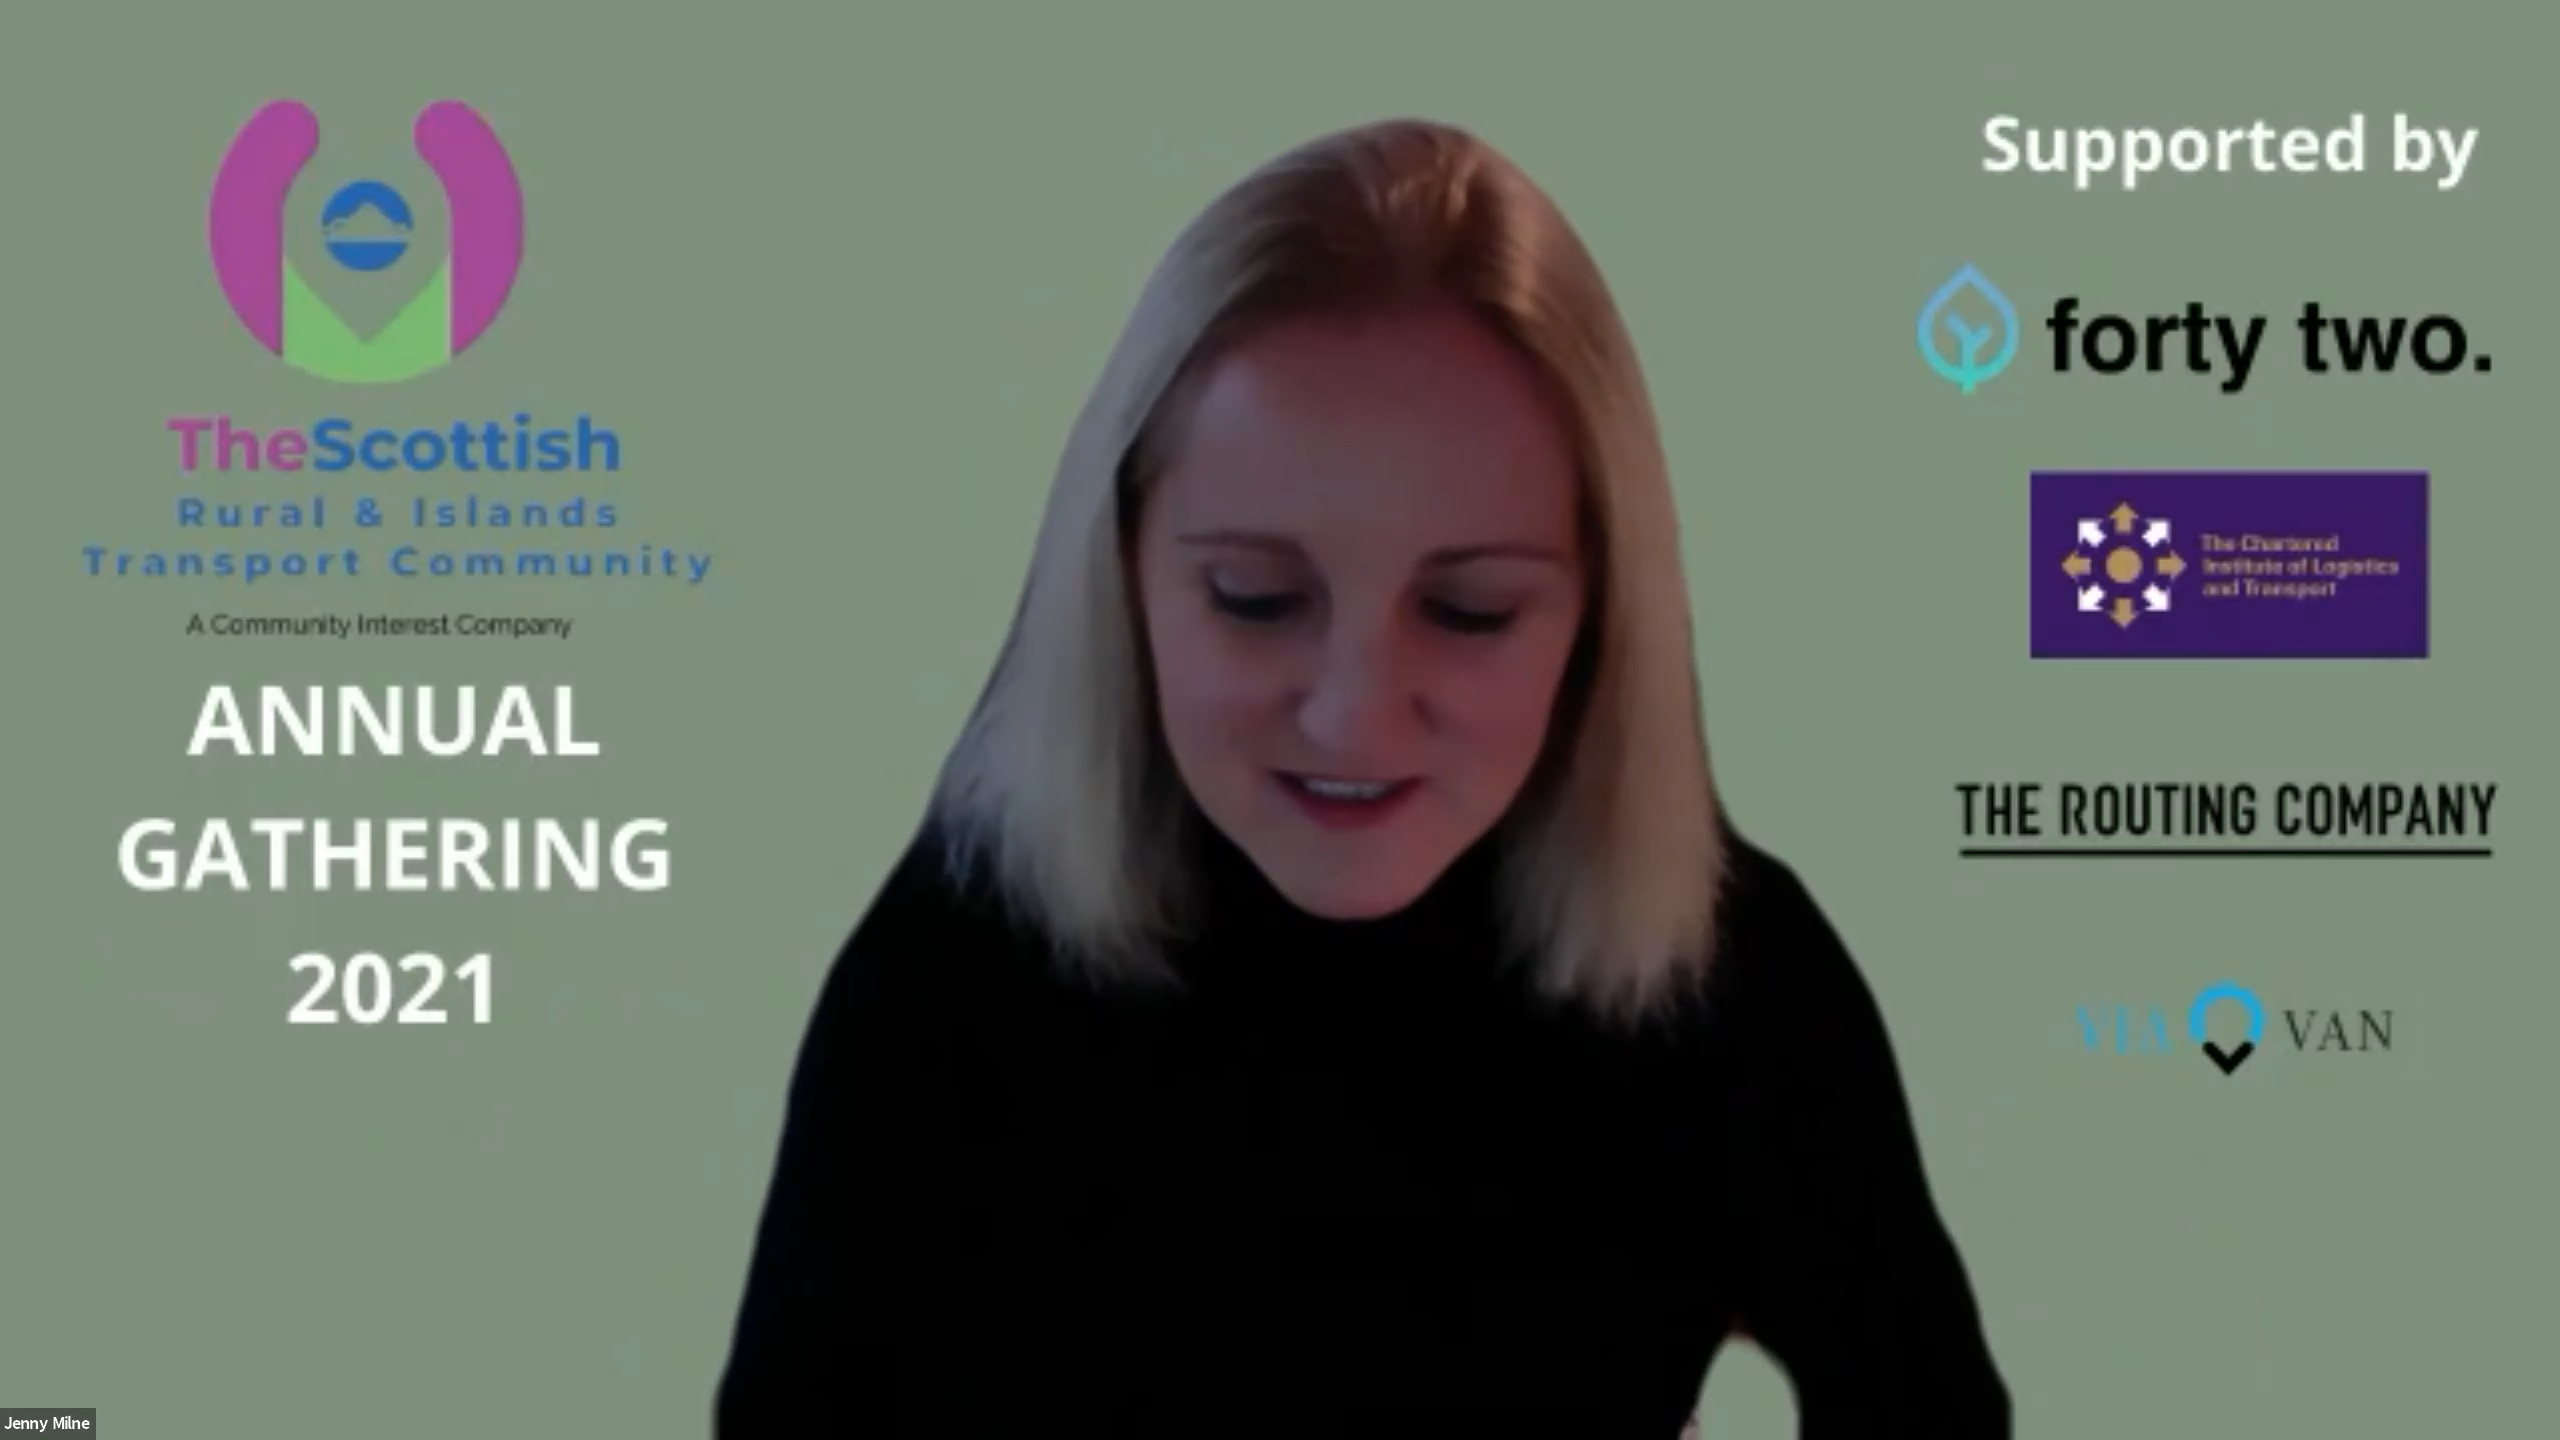 TheScottish
Rural & Islands
Transport Community
A Community Interest Company
ANNUAL
GATHERING
2021
Supported by
forty two.
The Chartered
Institute of Logistics
and Transport
THE ROUTING COMPANY
VIA VAN
Jenny Milne